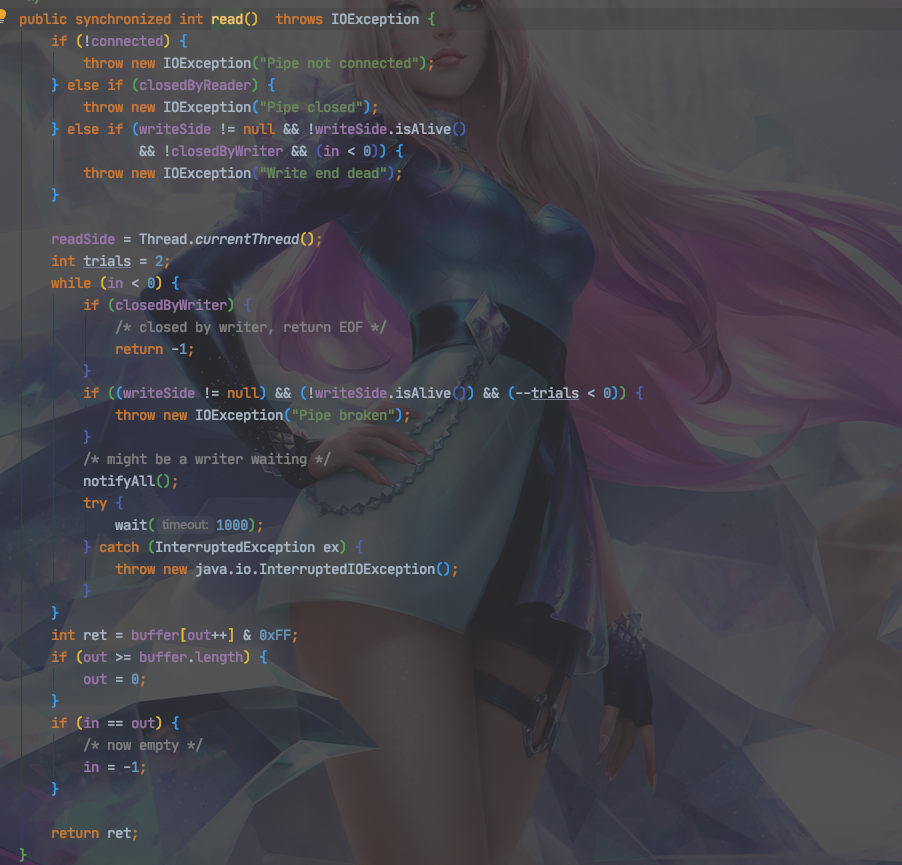 public synchronized int read()  throws IOException {
    if (!connected) {
        throw new IOException("Pipe not connected");
    } else if (closedByReader) {
        throw new IOException("Pipe closed");
    } else if (writeSide != null && !writeSide.isAlive()
               && !closedByWriter && (in < 0)) {
        throw new IOException("Write end dead");
    }

    readSide = Thread.currentThread();
    int trials = 2;
    while (in < 0) {
        if (closedByWriter) {
            /* closed by writer, return EOF */
            return -1;
        }
        if ((writeSide != null) && (!writeSide.isAlive()) && (--trials < 0)) {
            throw new IOException("Pipe broken");
        }
        /* might be a writer waiting */
        notifyAll();
        try {
            wait( timeout: 1000);
        } catch (InterruptedException ex) {
            throw new java.io.InterruptedIOException();
        }
    }
    int ret = buffer[out++] & 0xFF;
    if (out >= buffer.length) {
        out = 0;
    }
    if (in == out) {
        /* now empty */
        in = -1;
    }

    return ret;
}